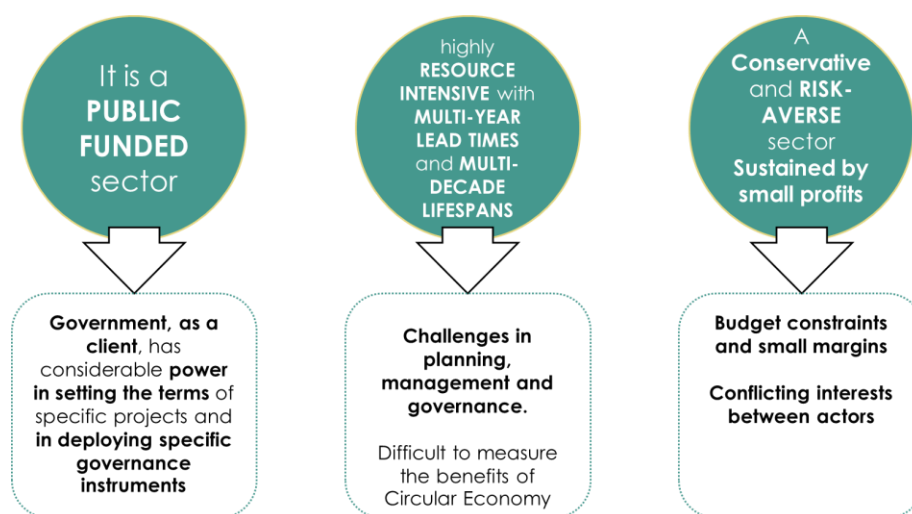 It is a
PUBLIC
FUNDED
sector
highly
RESOURCE
INTENSIVE with
MULTI-YEAR
LEAD TIMES
and MULTI-
DECADE
LIFESPANS
A
Conservative
and RISK-
AVERSE
sector
Sustained by
small profits
Government, as a
client, has
considerable power
in setting the terms of
specific projects and
in deploying specific
governance
instruments
Challenges in
planning,
management and
governance.
Difficult to measure
the benefits of
Circular Economy
Budget constraints
and small margins
Conflicting interests
between actors